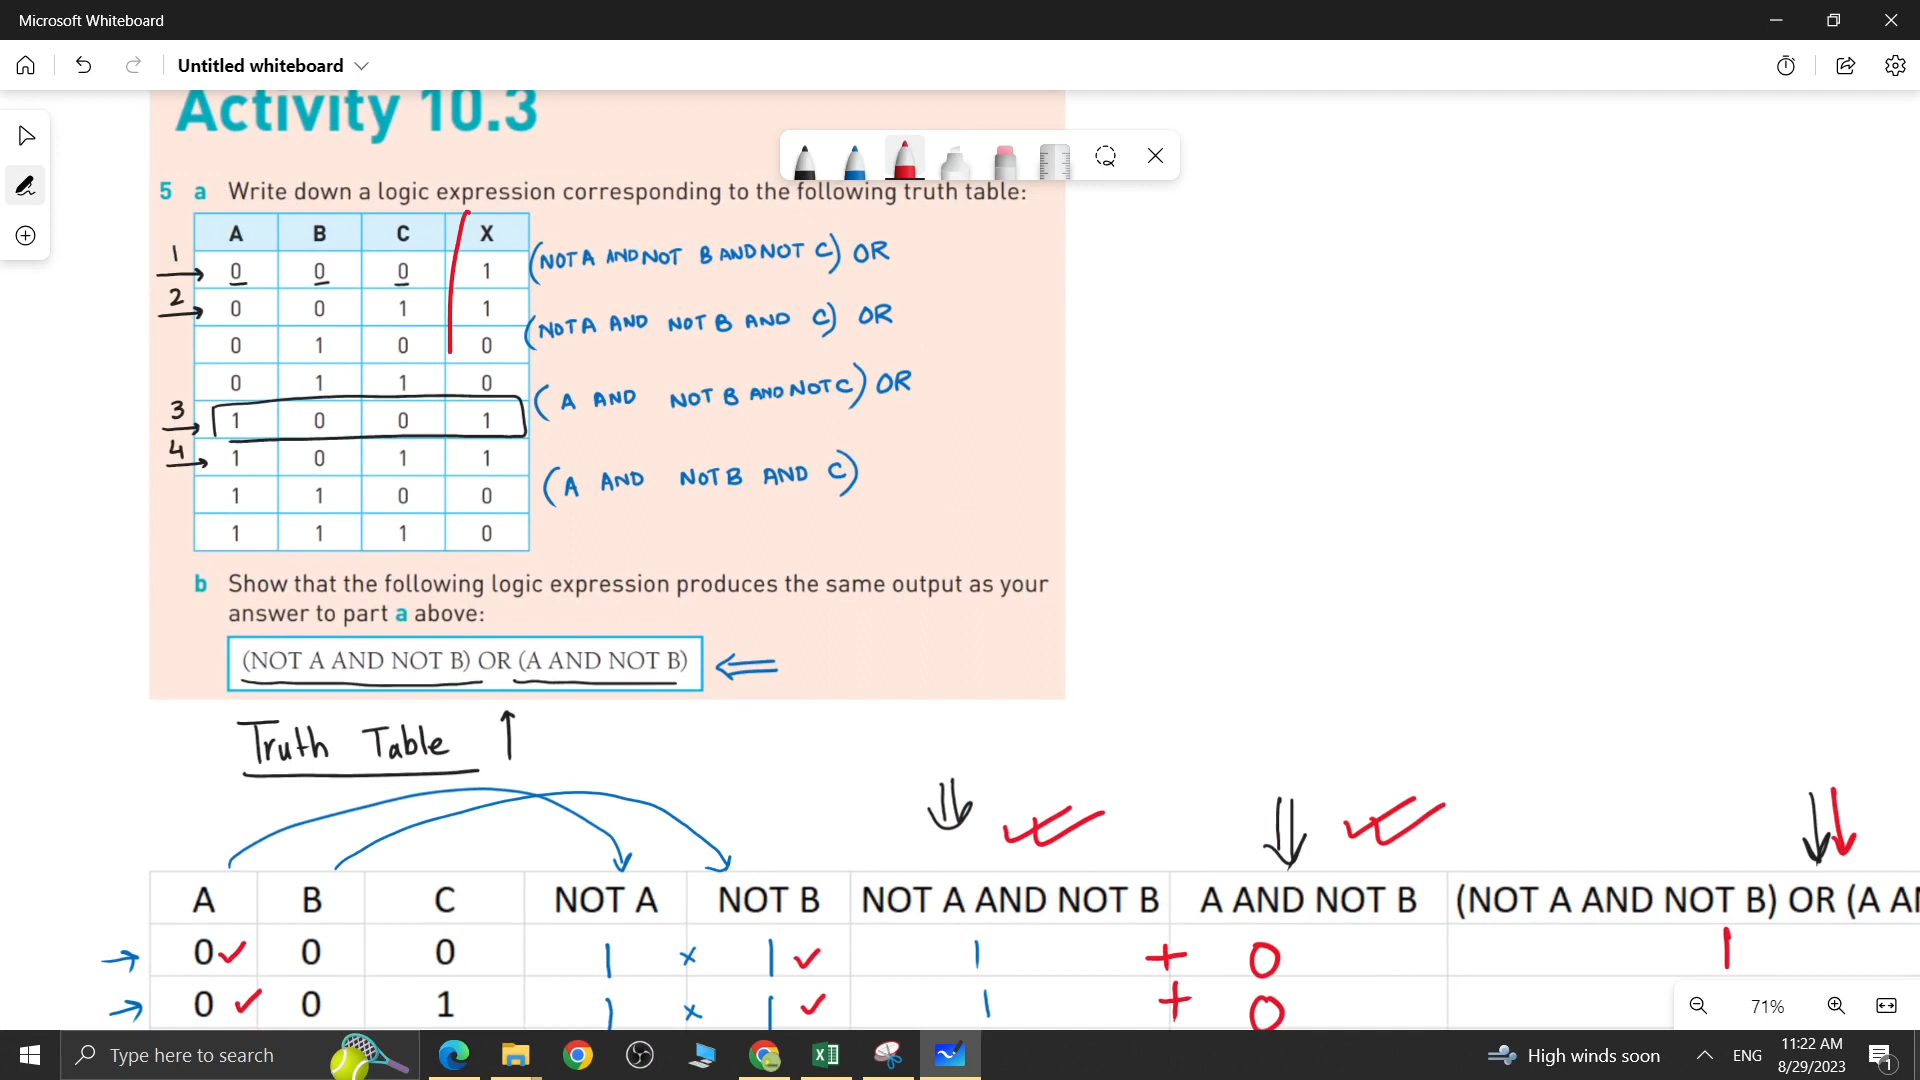 Microsoft Whiteboard
Untitled whiteboard
Activity 10.3
5 a Write down a logic expression corresponding to the following truth table:
A B C X
1 0 0 0 1 (NOT A AND NOT B AND NOT C) OR
2 0 0 1 1 (NOT A AND NOT B AND C) OR
0 1 0 0
0 1 1 0 (A AND NOT B AND NOT C) OR
3 1 0 0 1
4 1 0 1 1 (A AND NOT B AND C)
1 1 0 0
1 1 1 0
b Show that the following logic expression produces the same output as your
answer to part a above:
(NOT A AND NOT B) OR (A AND NOT B)
Truth Table
A B C NOT A NOT B NOT A AND NOT B A AND NOT B (NOT A AND NOT B) OR (A AN
0 0 0 1 × 1 1 + 0 1
0 0 1 1 × 1 1 + 0
71%
Type here to search
High winds soon
ENG
11:22 AM
8/29/2023
1